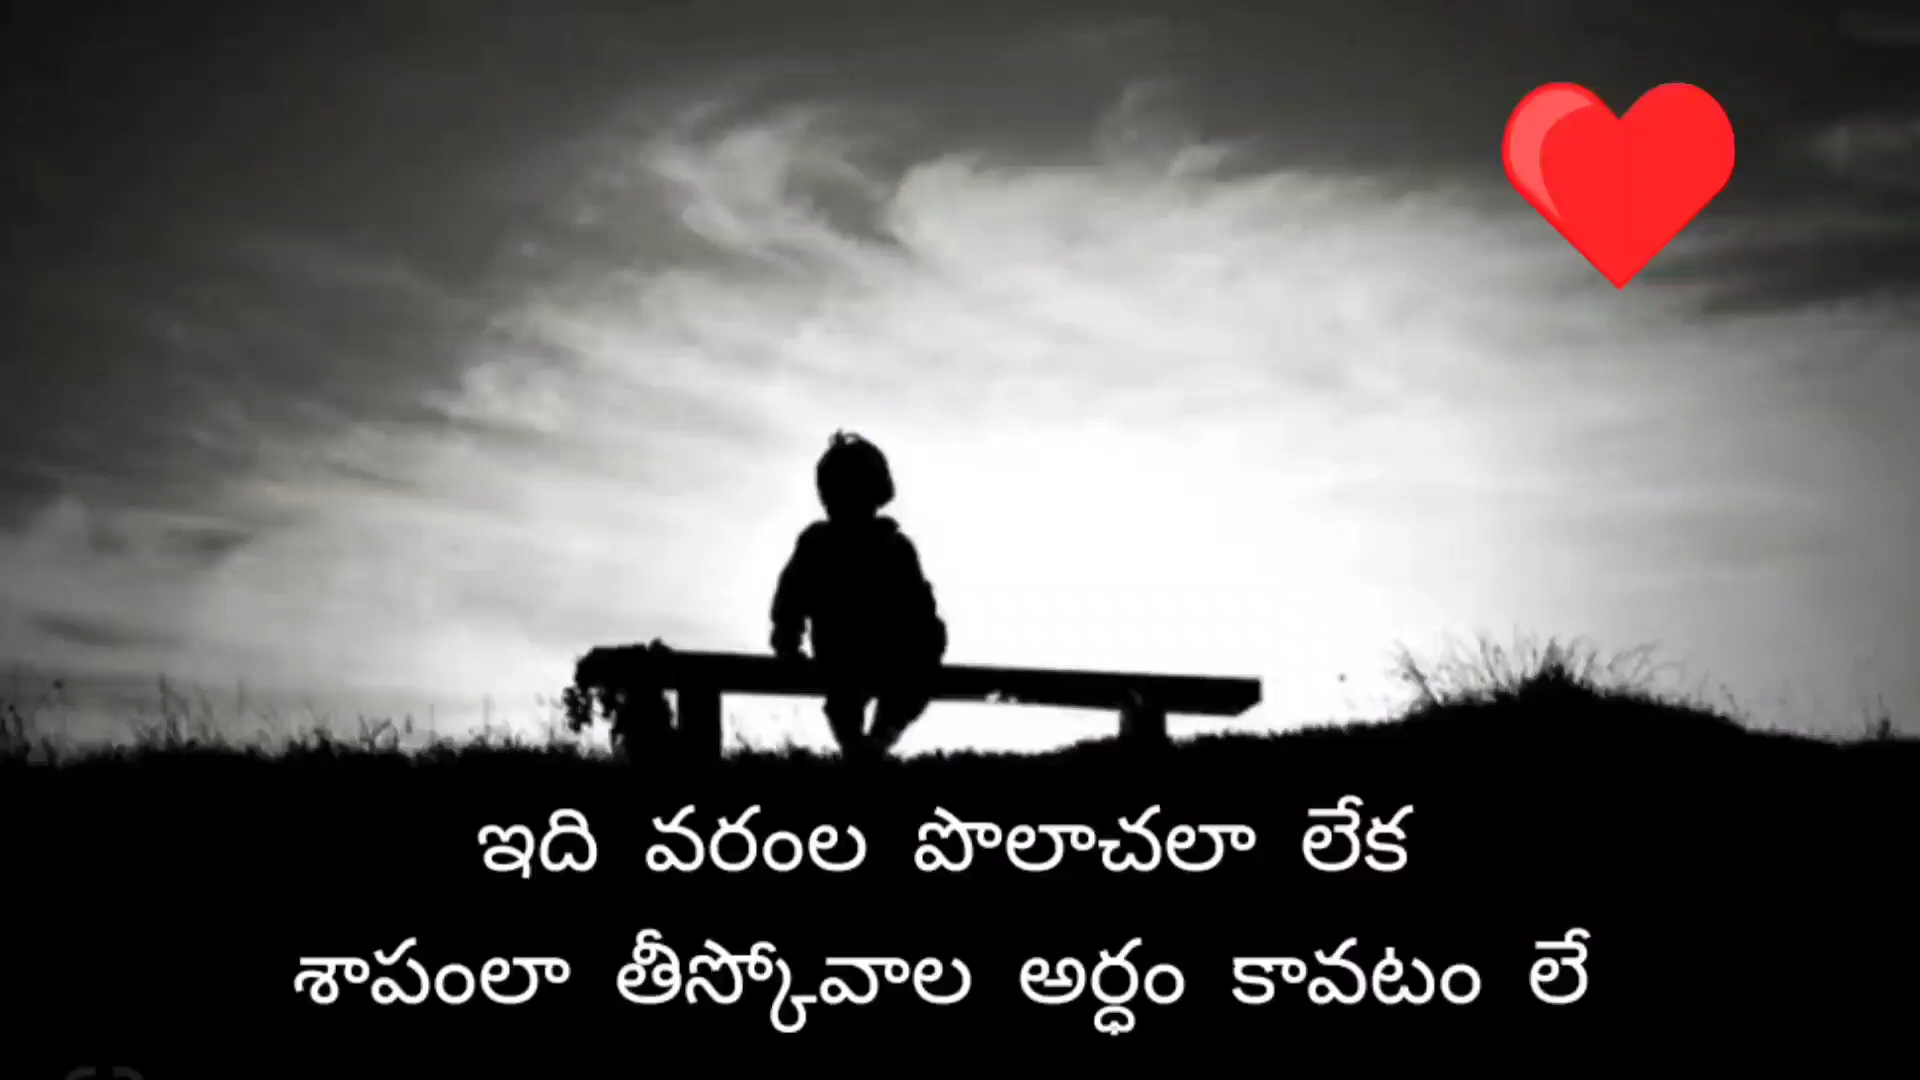 ఇది వరంల పొలాచలా లేక
శాపంలా తీస్కోవాల అర్ధం కావటం లే